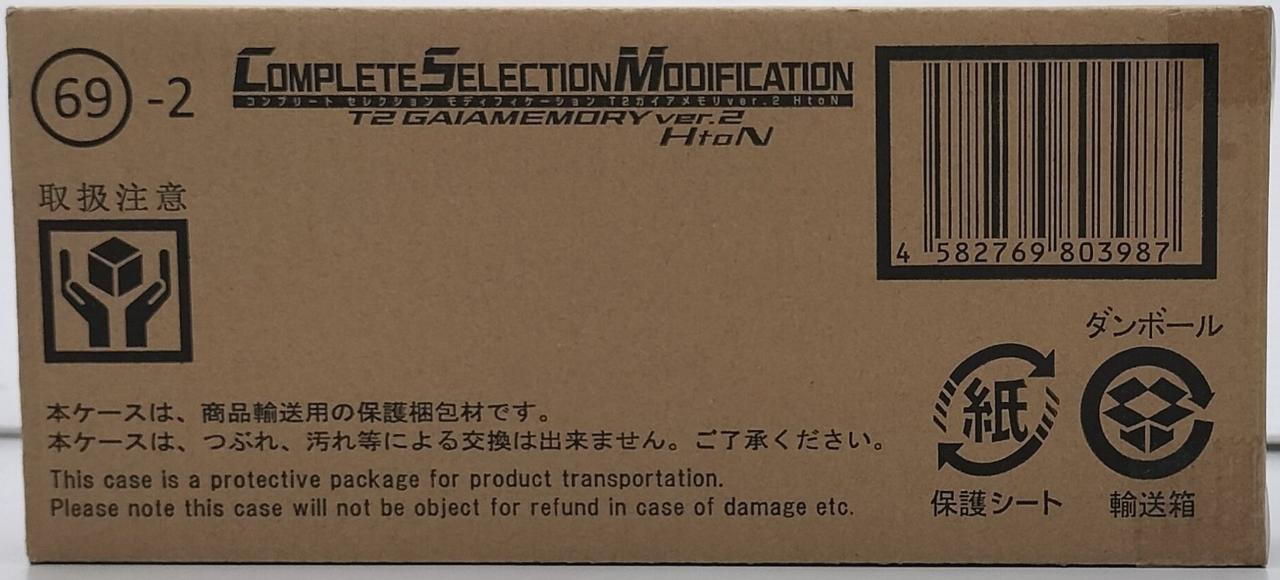 69 -2
COMPLETE SELECTION MODIFICATION
コンプリート セレクション モディフィケーション T2ガイアメモリver.2 HtoN
T2 GAIAMEMORY ver.2
HtoN
4 582769 803987
取扱注意
ダンボール
紙
保護シート
輸送箱
本ケースは、商品輸送用の保護梱包材です。
本ケースは、つぶれ、汚れ等による交換は出来ません。ご了承ください。
This case is a protective package for product transportation.
Please note this case will not be object for refund in case of damage etc.